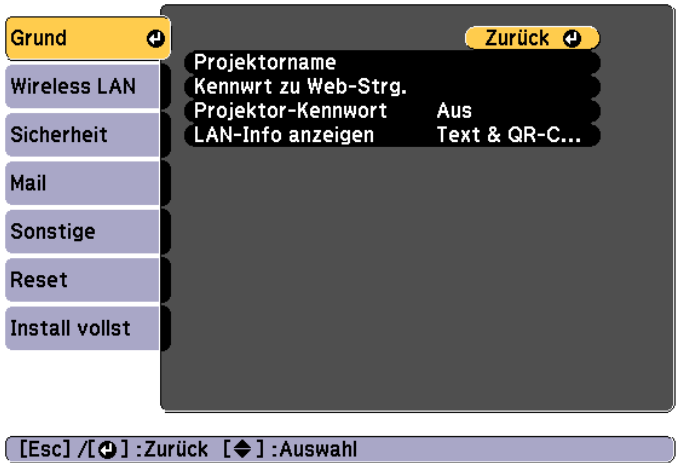 Grund
Wireless LAN
Sicherheit
Mail
Sonstige
Reset
Install vollst
Zurück
Projektorname
Kennwrt zu Web-Strg.
Projektor-Kennwort Aus
LAN-Info anzeigen Text & QR-C...
[Esc] /[⏎] :Zurück [◆] :Auswahl